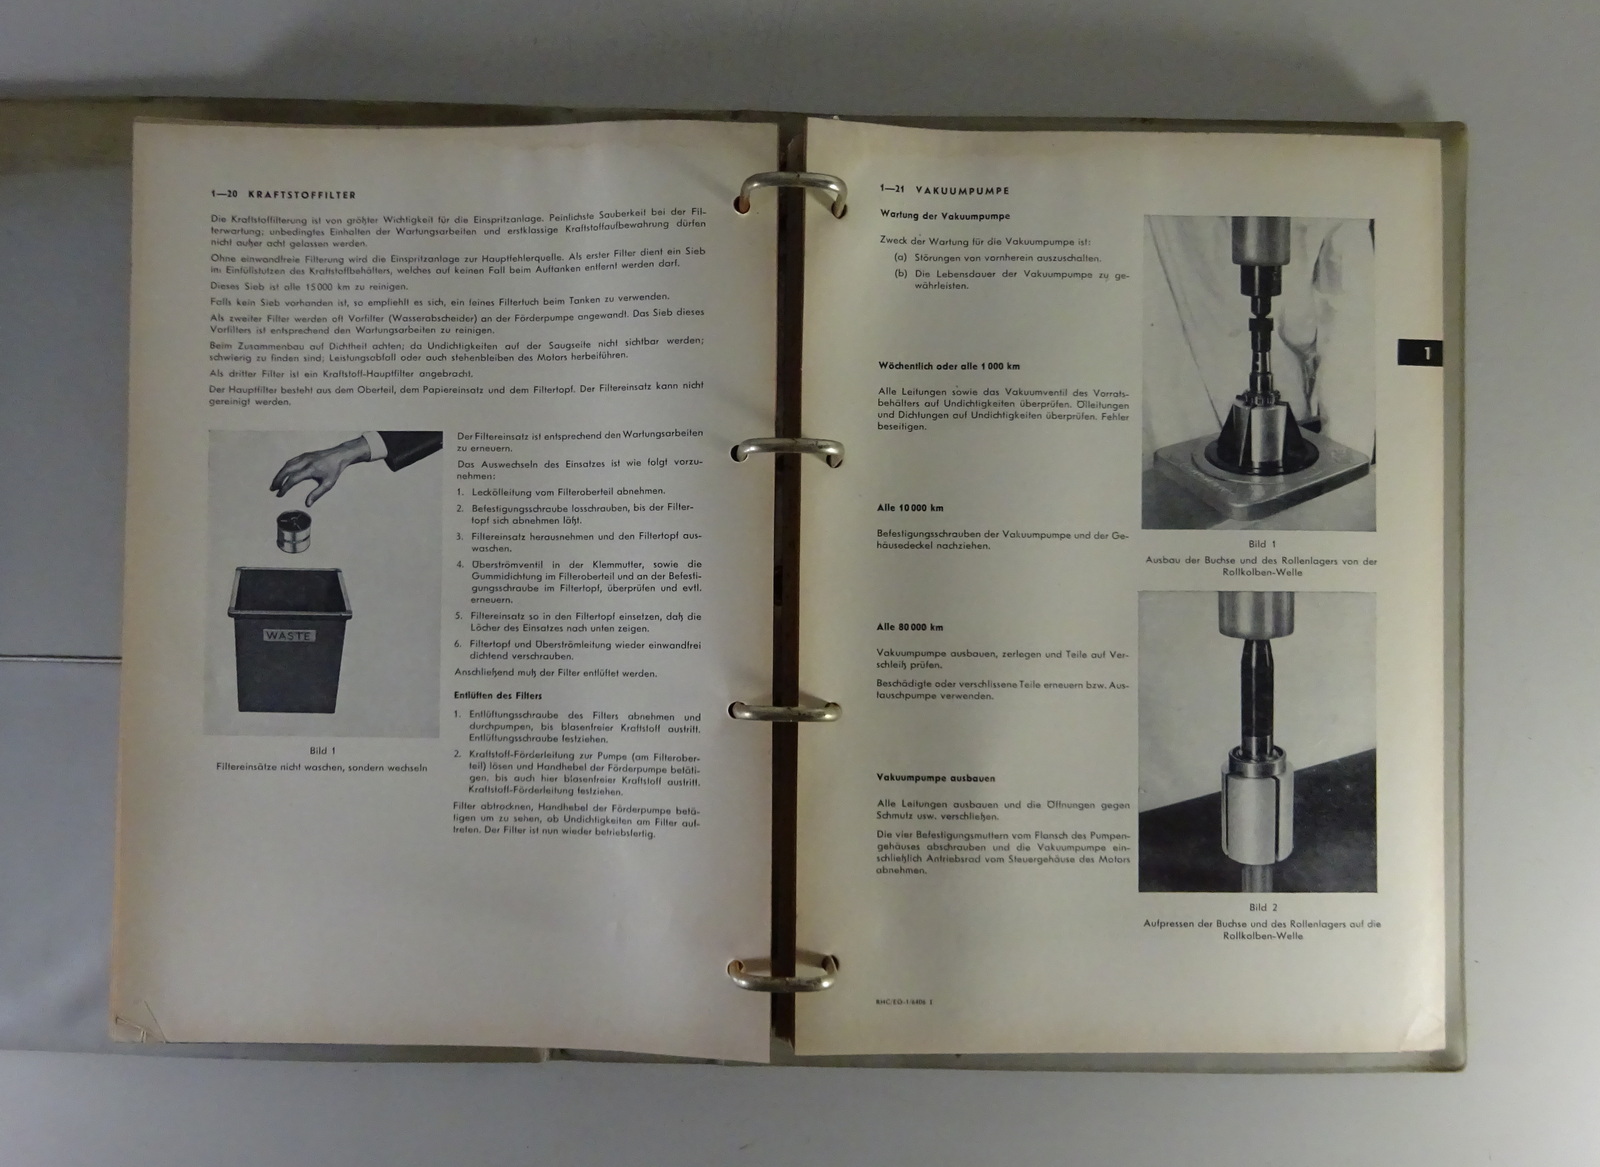 1—20 KRAFTSTOFFILTER
Die Kraftstoffilterung ist von größter Wichtigkeit für die Einspritzanlage. Peinlichste Sauberkeit bei der Fil-
terwartung; unbedingtes Einhalten der Wartungsarbeiten und erstklassige Kraftstoffaufbewahrung dürfen
nicht außer acht gelassen werden.
Ohne einwandfreie Filterung wird die Einspritzanlage zur Hauptfehlerquelle. Als erster Filter dient ein Sieb
im Einfüllstutzen des Kraftstoffbehälters, welches auf keinen Fall beim Auftanken entfernt werden darf.
Dieses Sieb ist alle 15 000 km zu reinigen.
Falls kein Sieb vorhanden ist, so empfiehlt es sich, ein feines Filtertuch beim Tanken zu verwenden.
Als zweiter Filter werden oft Vorfilter (Wasserabscheider) an der Förderpumpe angewandt. Das Sieb dieses
Vorfilters ist entsprechend den Wartungsarbeiten zu reinigen.
Beim Zusammenbau auf Dichtheit achten; da Undichtigkeiten auf der Saugseite nicht sichtbar werden;
schwierig zu finden sind; Leistungsabfall oder auch stehenbleiben des Motors herbeiführen.
Als dritter Filter ist ein Kraftstoff-Hauptfilter angebracht.
Der Hauptfilter besteht aus dem Oberteil, dem Papiereinsatz und dem Filtertopf. Der Filtereinsatz kann nicht
gereinigt werden.
WASTE
Bild 1
Filtereinsätze nicht waschen, sondern wechseln
Der Filtereinsatz ist entsprechend den Wartungsarbeiten
zu erneuern.
Das Auswechseln des Einsatzes ist wie folgt vorzu-
nehmen:
1. Leckölleitung vom Filteroberteil abnehmen.
2. Befestigungsschraube losschrauben, bis der Filter-
topf sich abnehmen läßt.
3. Filtereinsatz herausnehmen und den Filtertopf aus-
waschen.
4. Überströmventil in der Klemmutter, sowie die
Gummidichtung im Filteroberteil und an der Befesti-
gungsschraube im Filtertopf, überprüfen und evtl.
erneuern.
5. Filtereinsatz so in den Filtertopf einsetzen, daß die
Löcher des Einsatzes nach unten zeigen.
6. Filtertopf und Überströmleitung wieder einwandfrei
dichtend verschrauben.
Anschließend muß der Filter entlüftet werden.
Entlüften des Filters
1. Entlüftungsschraube des Filters abnehmen und
durchpumpen, bis blasenfreier Kraftstoff austritt.
Entlüftungsschraube festziehen.
2. Kraftstoff-Förderleitung zur Pumpe (am Filterober-
teil) lösen und Handhebel der Förderpumpe betäti-
gen, bis auch hier blasenfreier Kraftstoff austritt.
Kraftstoff-Förderleitung festziehen.
Filter abtrocknen, Handhebel der Förderpumpe betä-
tigen um zu sehen, ob Undichtigkeiten am Filter auf-
treten. Der Filter ist nun wieder betriebsfertig.
1—21 VAKUUMPUMPE
Wartung der Vakuumpumpe
Zweck der Wartung für die Vakuumpumpe ist:
(a) Störungen von vornherein auszuschalten.
(b) Die Lebensdauer der Vakuumpumpe zu ge-
währleisten.
Wöchentlich oder alle 1 000 km
Alle Leitungen sowie das Vakuumventil des Vorrats-
behälters auf Undichtigkeiten überprüfen. Ölleitungen
und Dichtungen auf Undichtigkeiten überprüfen. Fehler
beseitigen.
Alle 10 000 km
Befestigungsschrauben der Vakuumpumpe und der Ge-
häusedeckel nachziehen.
Alle 80 000 km
Vakuumpumpe ausbauen, zerlegen und Teile auf Ver-
schleiß prüfen.
Beschädigte oder verschlissene Teile erneuern bzw. Aus-
tauschpumpe verwenden.
Vakuumpumpe ausbauen
Alle Leitungen ausbauen und die Öffnungen gegen
Schmutz usw. verschließen.
Die vier Befestigungsmuttern vom Flansch des Pumpen-
gehäuses abschrauben und die Vakuumpumpe ein-
schließlich Antriebsrad vom Steuergehäuse des Motors
abnehmen.
Bild 1
Ausbau der Buchse und des Rollenlagers von der
Rollkolben-Welle
Bild 2
Aufpressen der Buchse und des Rollenlagers auf die
Rollkolben-Welle
1